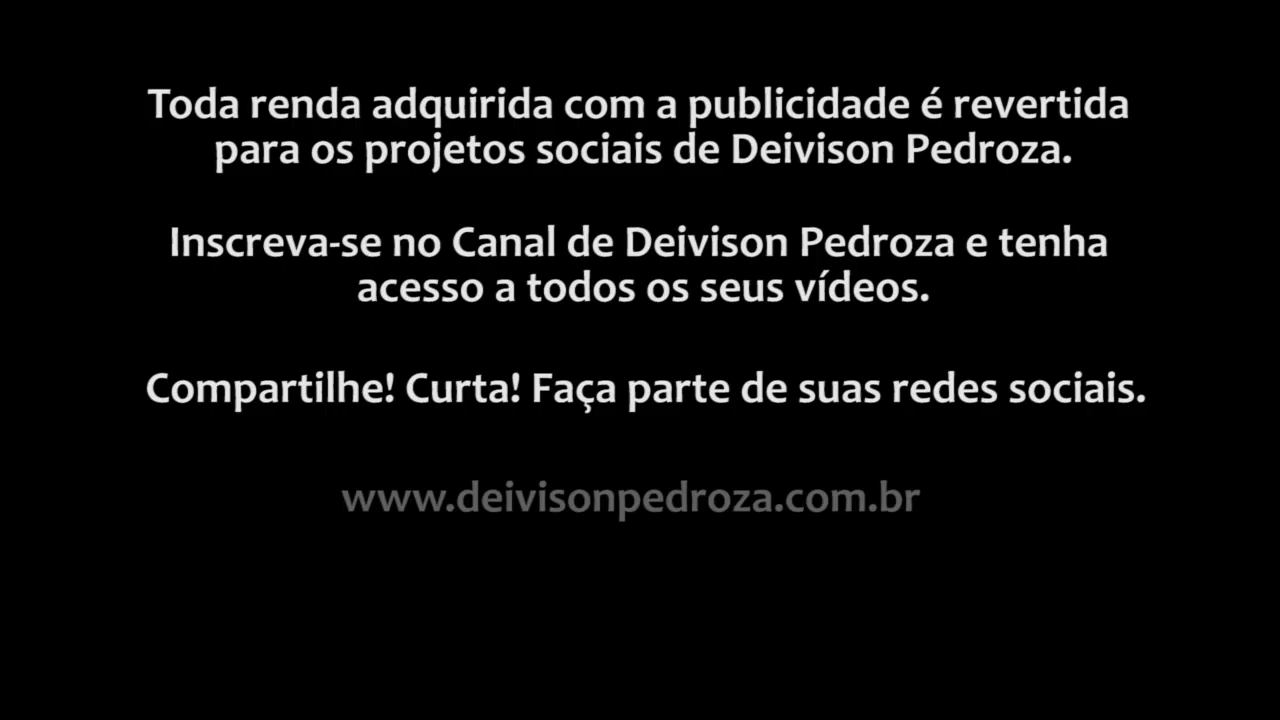 Toda renda adquirida com a publicidade é revertida
para os projetos sociais de Deivison Pedroza.
Inscreva-se no Canal de Deivison Pedroza e tenha
acesso a todos os seus vídeos.
Compartilhe! Curta! Faça parte de suas redes sociais.
www.deivisonpedroza.com.br